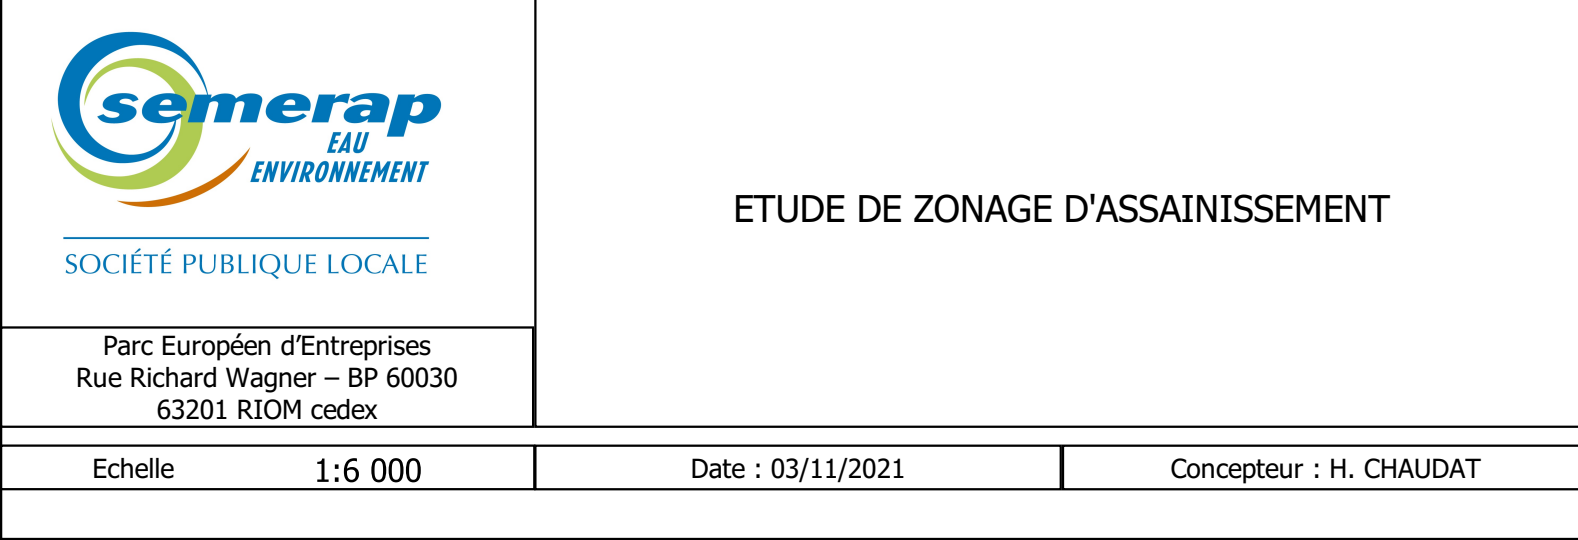 semerap
EAU
ENVIRONNEMENT
SOCIÉTÉ PUBLIQUE LOCALE
ETUDE DE ZONAGE D'ASSAINISSEMENT
Parc Européen d’Entreprises
Rue Richard Wagner – BP 60030
63201 RIOM cedex
Echelle 1:6 000 Date : 03/11/2021 Concepteur : H. CHAUDAT